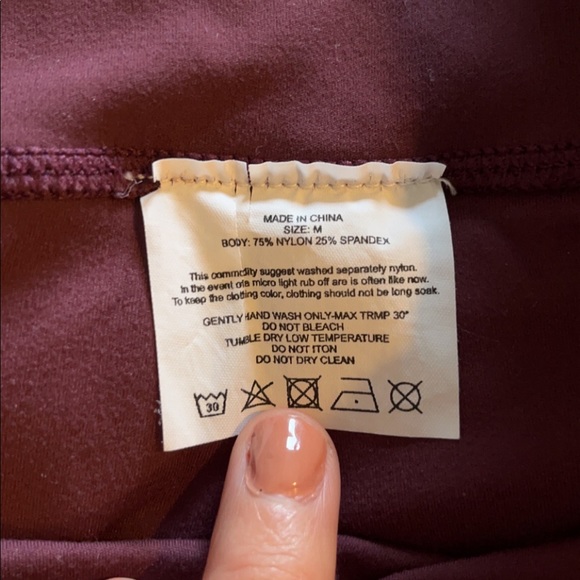 MADE IN CHINA
SIZE: M
BODY: 75% NYLON 25% SPANDEX
This commdity suggest washed separately nylon.
In the event ofa micro light rub off are is often like now.
To keep the clothing color, clothing should not be long soak.
GENTLY HAND WASH ONLY-MAX TRMP 30°
DO NOT BLEACH
TUMBLE DRY LOW TEMPERATURE
DO NOT ITON
DO NOT DRY CLEAN
30